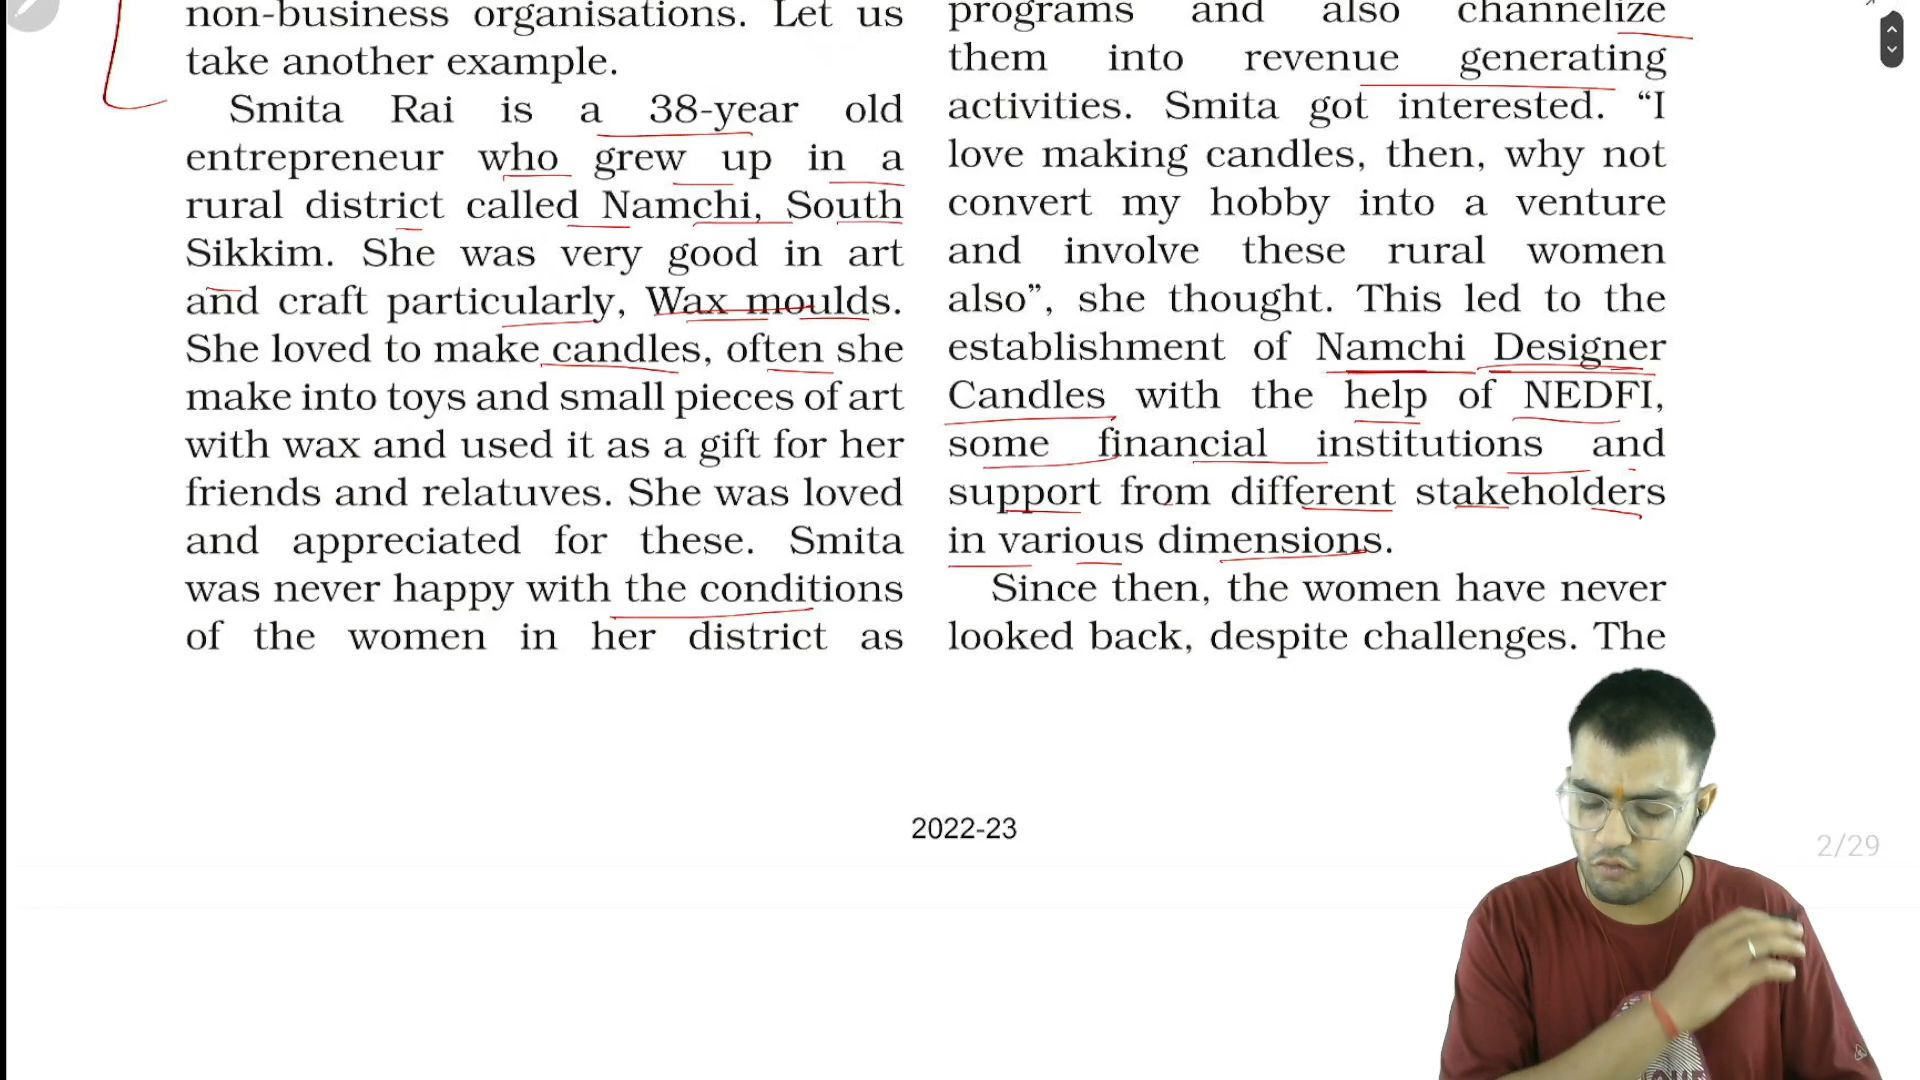 non-business organisations. Let us
take another example.
Smita Rai is a 38-year old
entrepreneur who grew up in a
rural district called Namchi, South
Sikkim. She was very good in art
and craft particularly, Wax moulds.
She loved to make candles, often she
make into toys and small pieces of art
with wax and used it as a gift for her
friends and relatuves. She was loved
and appreciated for these. Smita
was never happy with the conditions
of the women in her district as
programs and also channelize
them into revenue generating
activities. Smita got interested. “I
love making candles, then, why not
convert my hobby into a venture
and involve these rural women
also”, she thought. This led to the
establishment of Namchi Designer
Candles with the help of NEDFI,
some financial institutions and
support from different stakeholders
in various dimensions.
Since then, the women have never
looked back, despite challenges. The
2022-23
2/29